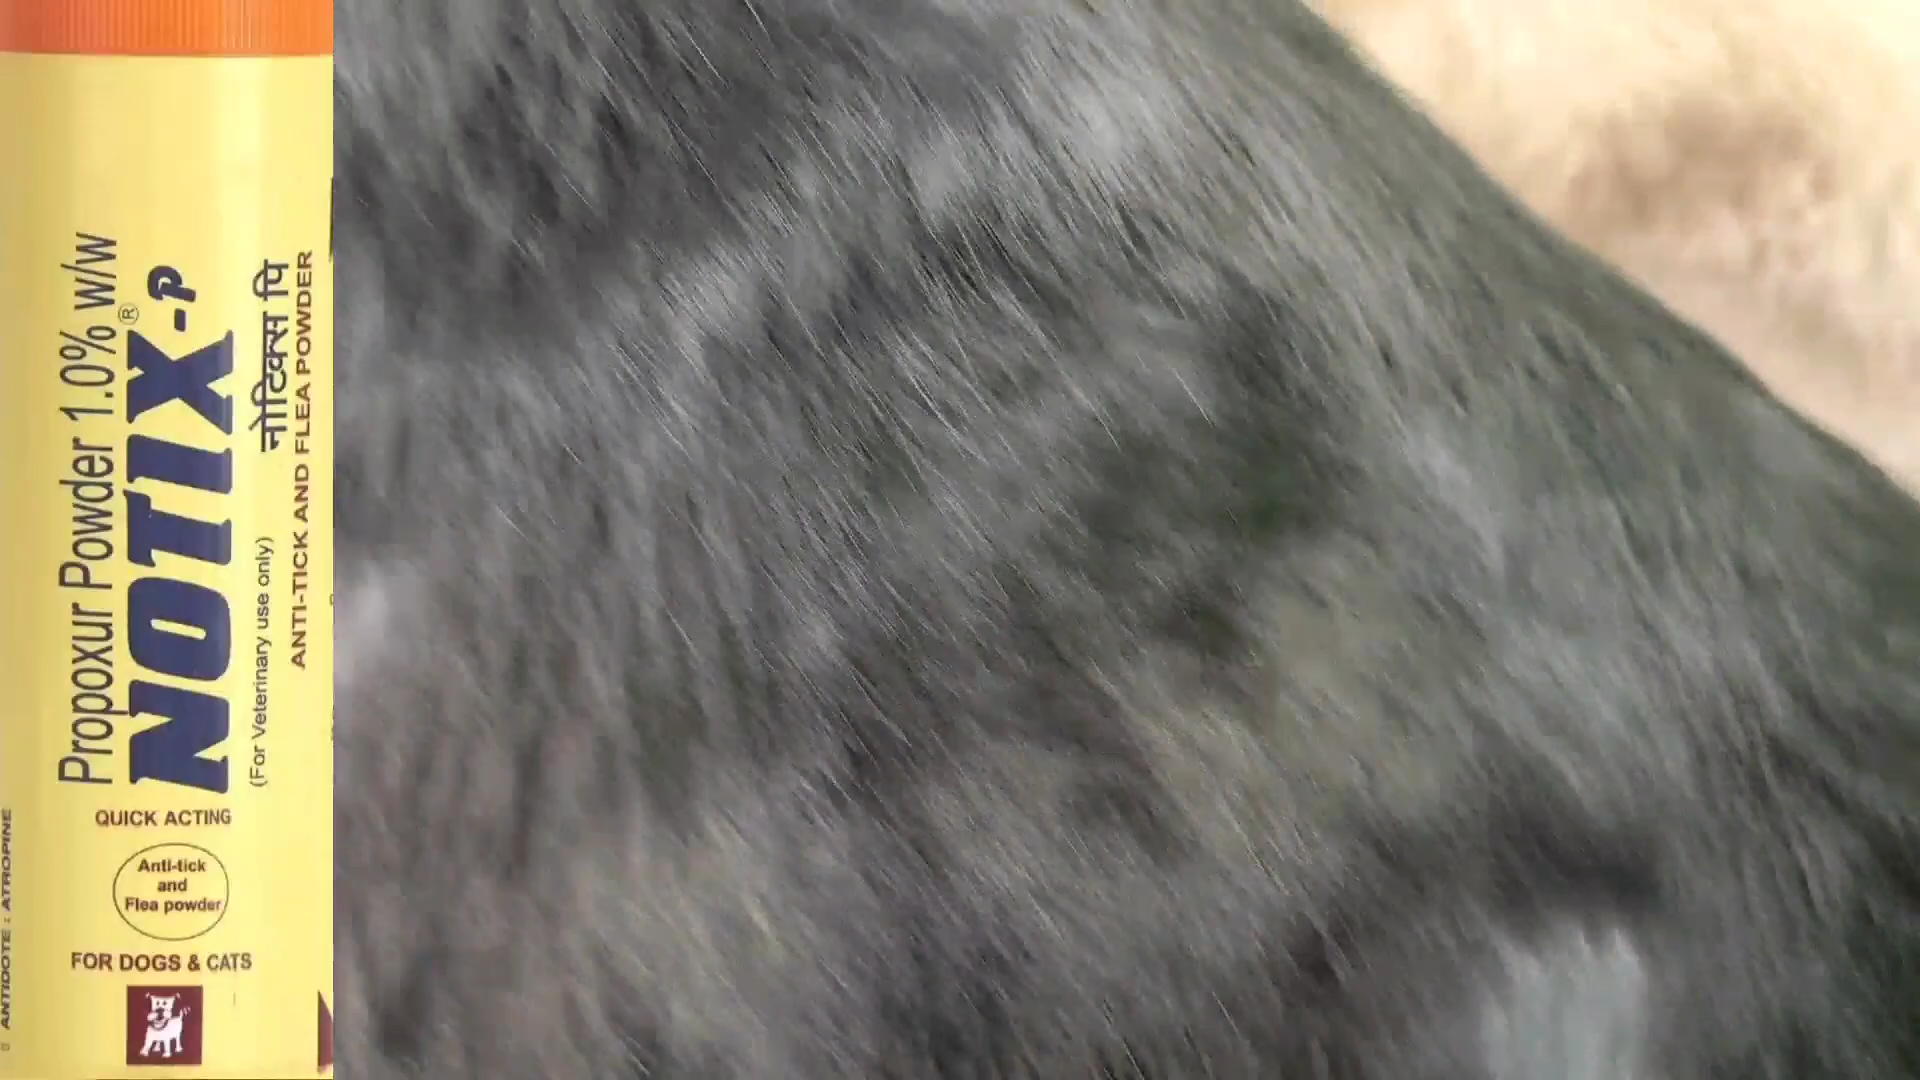 Propoxur Powder 1.0% w/w
NOTIX®-P
नोटिक्स पि
(For Veterinary use only)
ANTI-TICK AND FLEA POWDER
QUICK ACTING
Anti-tick
and
Flea powder
FOR DOGS & CATS
ANTIDOTE : ATROPINE